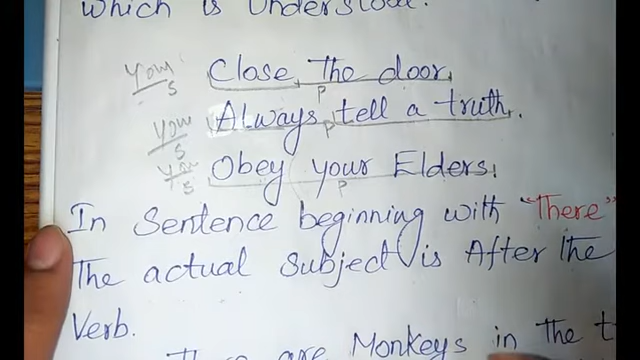 which is Understood.
You Close The door.
S P
You Always tell a truth.
S P
You Obey your Elders.
S P
In Sentence beginning with "There"
The actual Subject is After The
Verb.
There are Monkeys in The t